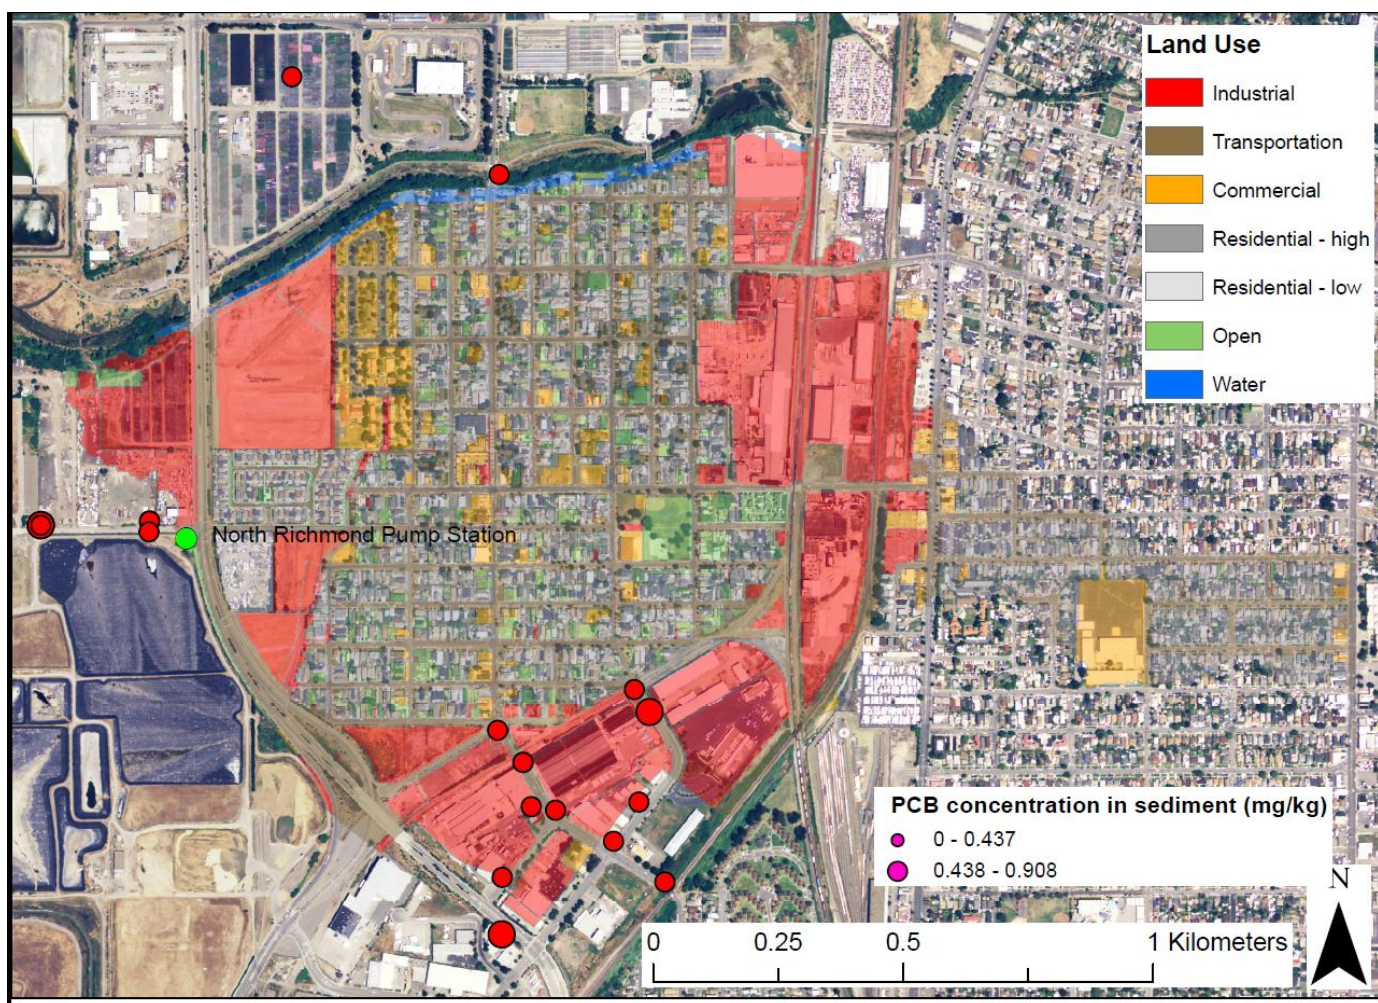 Land Use
Industrial
Transportation
Commercial
Residential - high
Residential - low
Open
Water
North Richmond Pump Station
PCB concentration in sediment (mg/kg)
0 - 0.437
0.438 - 0.908
N
0 0.25 0.5 1 Kilometers